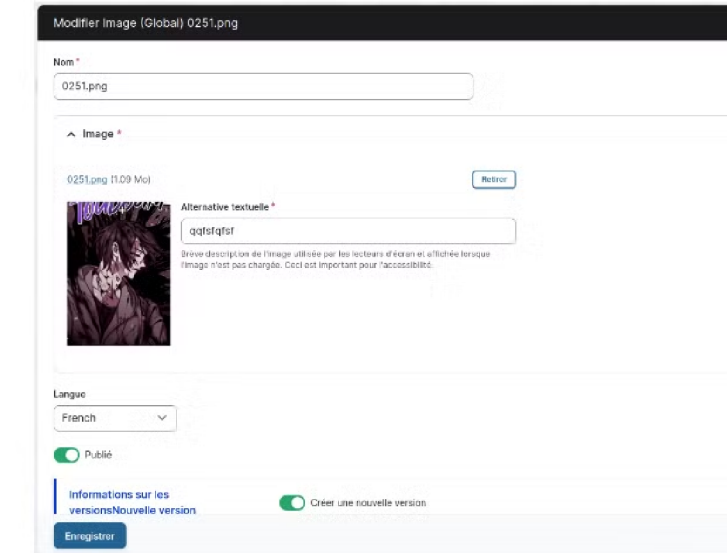 Modifier Image (Global) 0251.png
Nom *
0251.png
Image *
0251.png (1.09 Mo)
Retirer
Alternative textuelle *
qqfsfqfsf
Brève description de l'image utilisée par les lecteurs d'écran et affichée lorsque
l'image n'est pas chargée. Ceci est important pour l'accessibilité.
Langue
French
Publié
Informations sur les
versionsNouvelle version
Créer une nouvelle version
Enregistrer